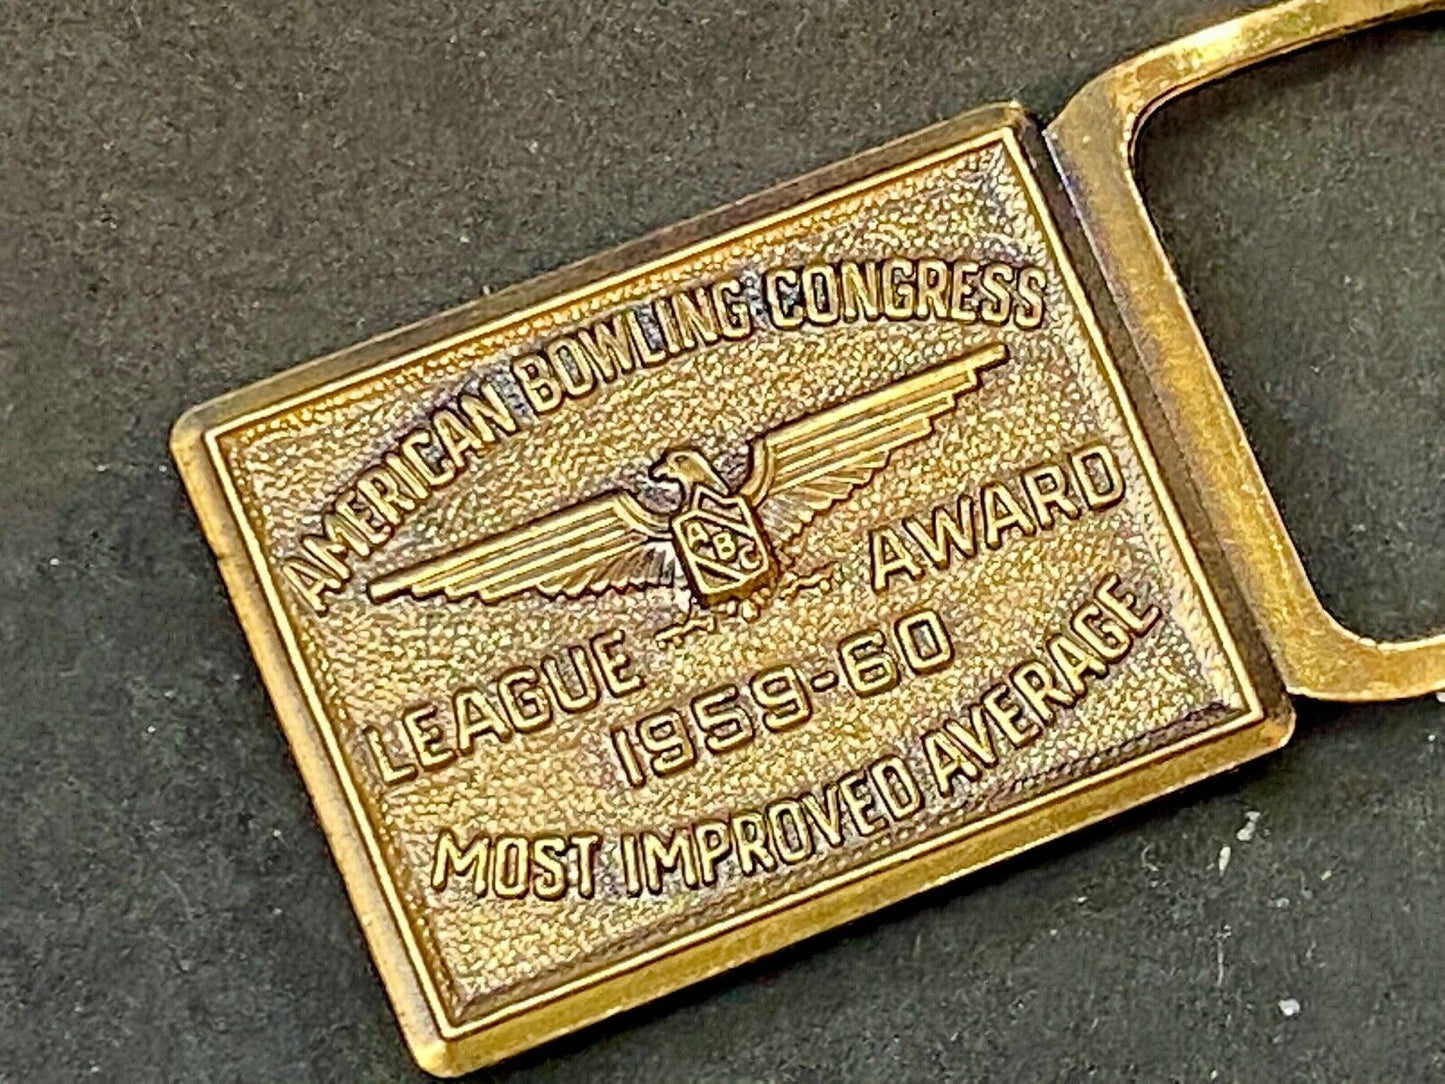 AMERICAN BOWLING CONGRESS
ABC
LEAGUE AWARD
1959-60
MOST IMPROVED AVERAGE